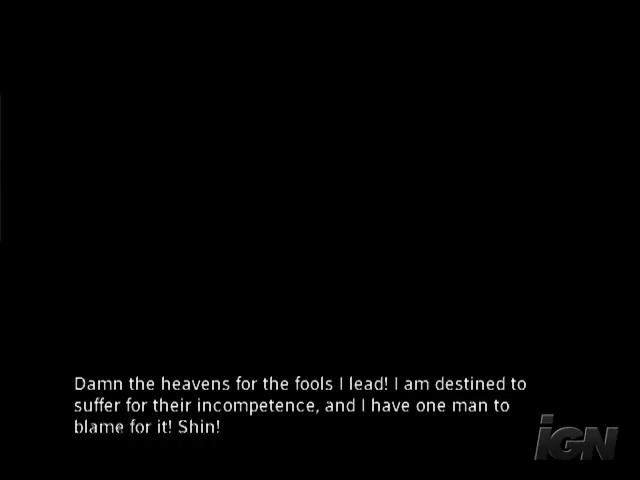 Damn the heavens for the fools I lead! I am destined to
suffer for their incompetence, and I have one man to
blame for it! Shin!
IGN